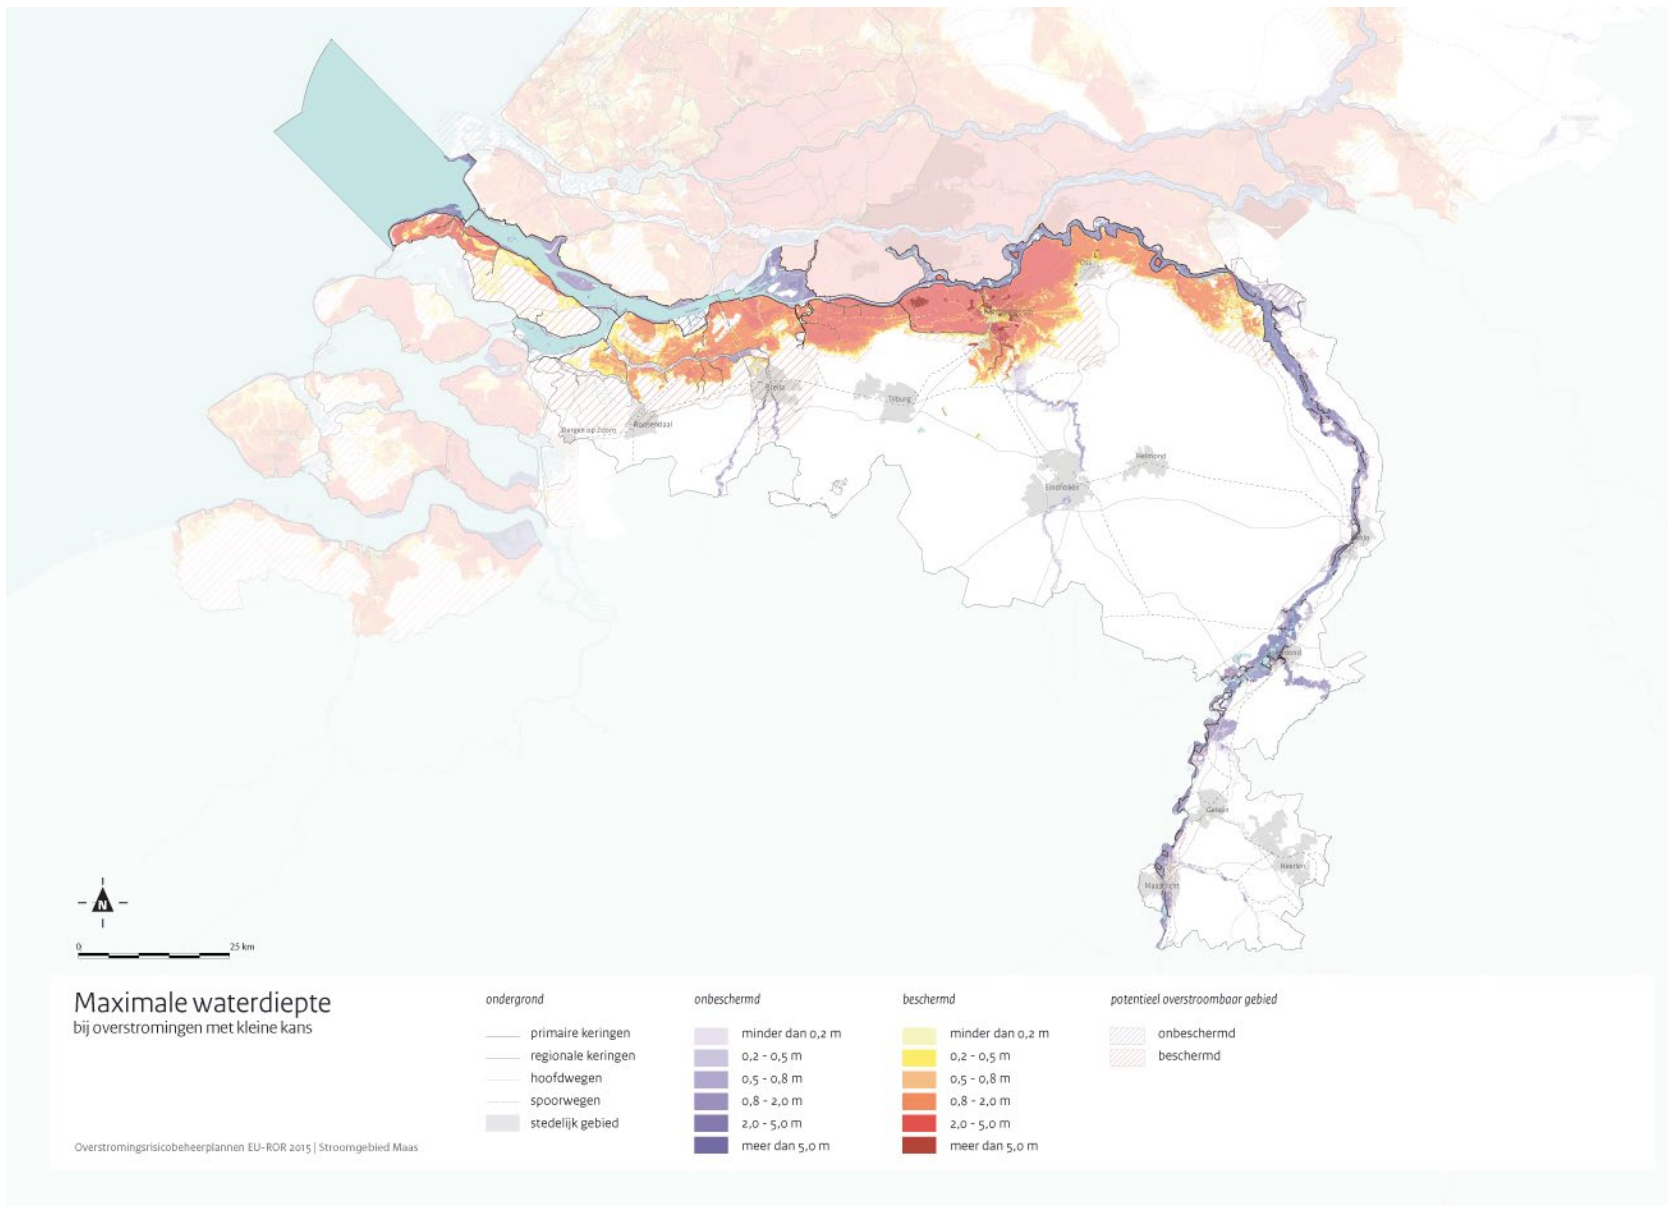 Oss
Breda
Tilburg
Bergen op Zoom
Roosendaal
Helmond
Eindhoven
Geleen
Heerlen
Maastricht
N
0
25 km
Maximale waterdiepte
bij overstromingen met kleine kans
Overstromingsrisicobeheerplannen EU-ROR 2015 | Stroomgebied Maas
ondergrond
primaire keringen
regionale keringen
hoofdwegen
spoorwegen
stedelijk gebied
onbeschermd
minder dan 0,2 m
0,2 - 0,5 m
0,5 - 0,8 m
0,8 - 2,0 m
2,0 - 5,0 m
meer dan 5,0 m
beschermd
minder dan 0,2 m
0,2 - 0,5 m
0,5 - 0,8 m
0,8 - 2,0 m
2,0 - 5,0 m
meer dan 5,0 m
potentieel overstroombaar gebied
onbeschermd
beschermd